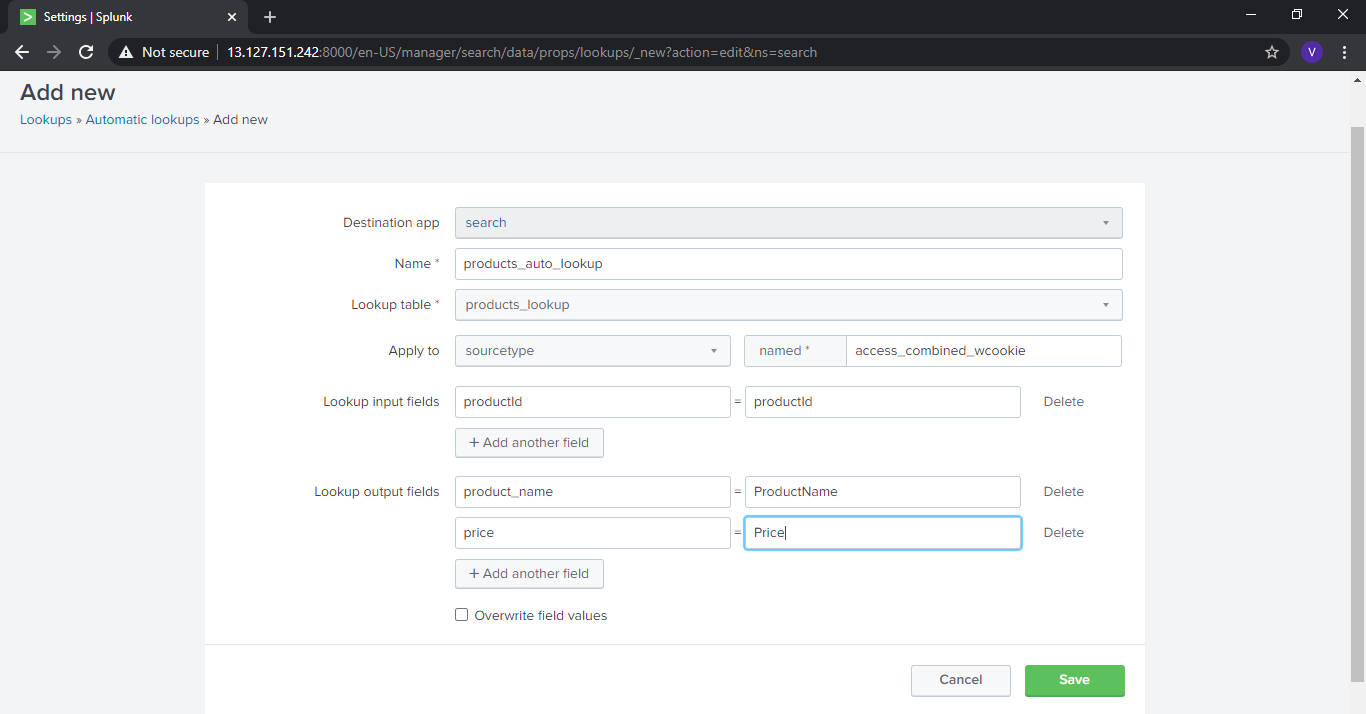 Settings | Splunk
Not secure 13.127.151.242:8000/en-US/manager/search/data/props/lookups/_new?action=edit&ns=search
V
Add new
Lookups » Automatic lookups » Add new
Destination app search
Name * products_auto_lookup
Lookup table * products_lookup
Apply to sourcetype named * access_combined_wcookie
Lookup input fields productId = productId Delete
+ Add another field
Lookup output fields product_name = ProductName Delete
price = Price Delete
+ Add another field
Overwrite field values
Cancel Save